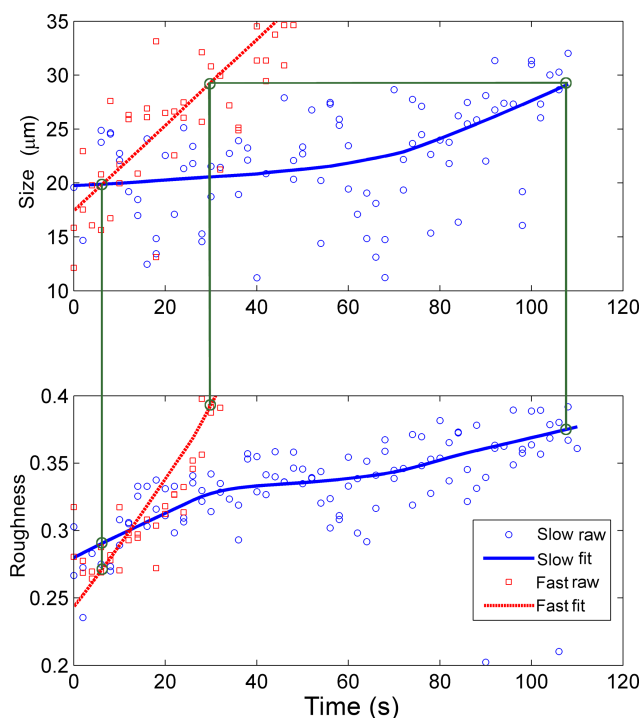 35
30
25
20
15
10
Size (μm)
0 20 40 60 80 100 120
0.4
0.35
0.3
0.25
0.2
Roughness
Slow raw
Slow fit
Fast raw
Fast fit
0 20 40 60 80 100 120
Time (s)